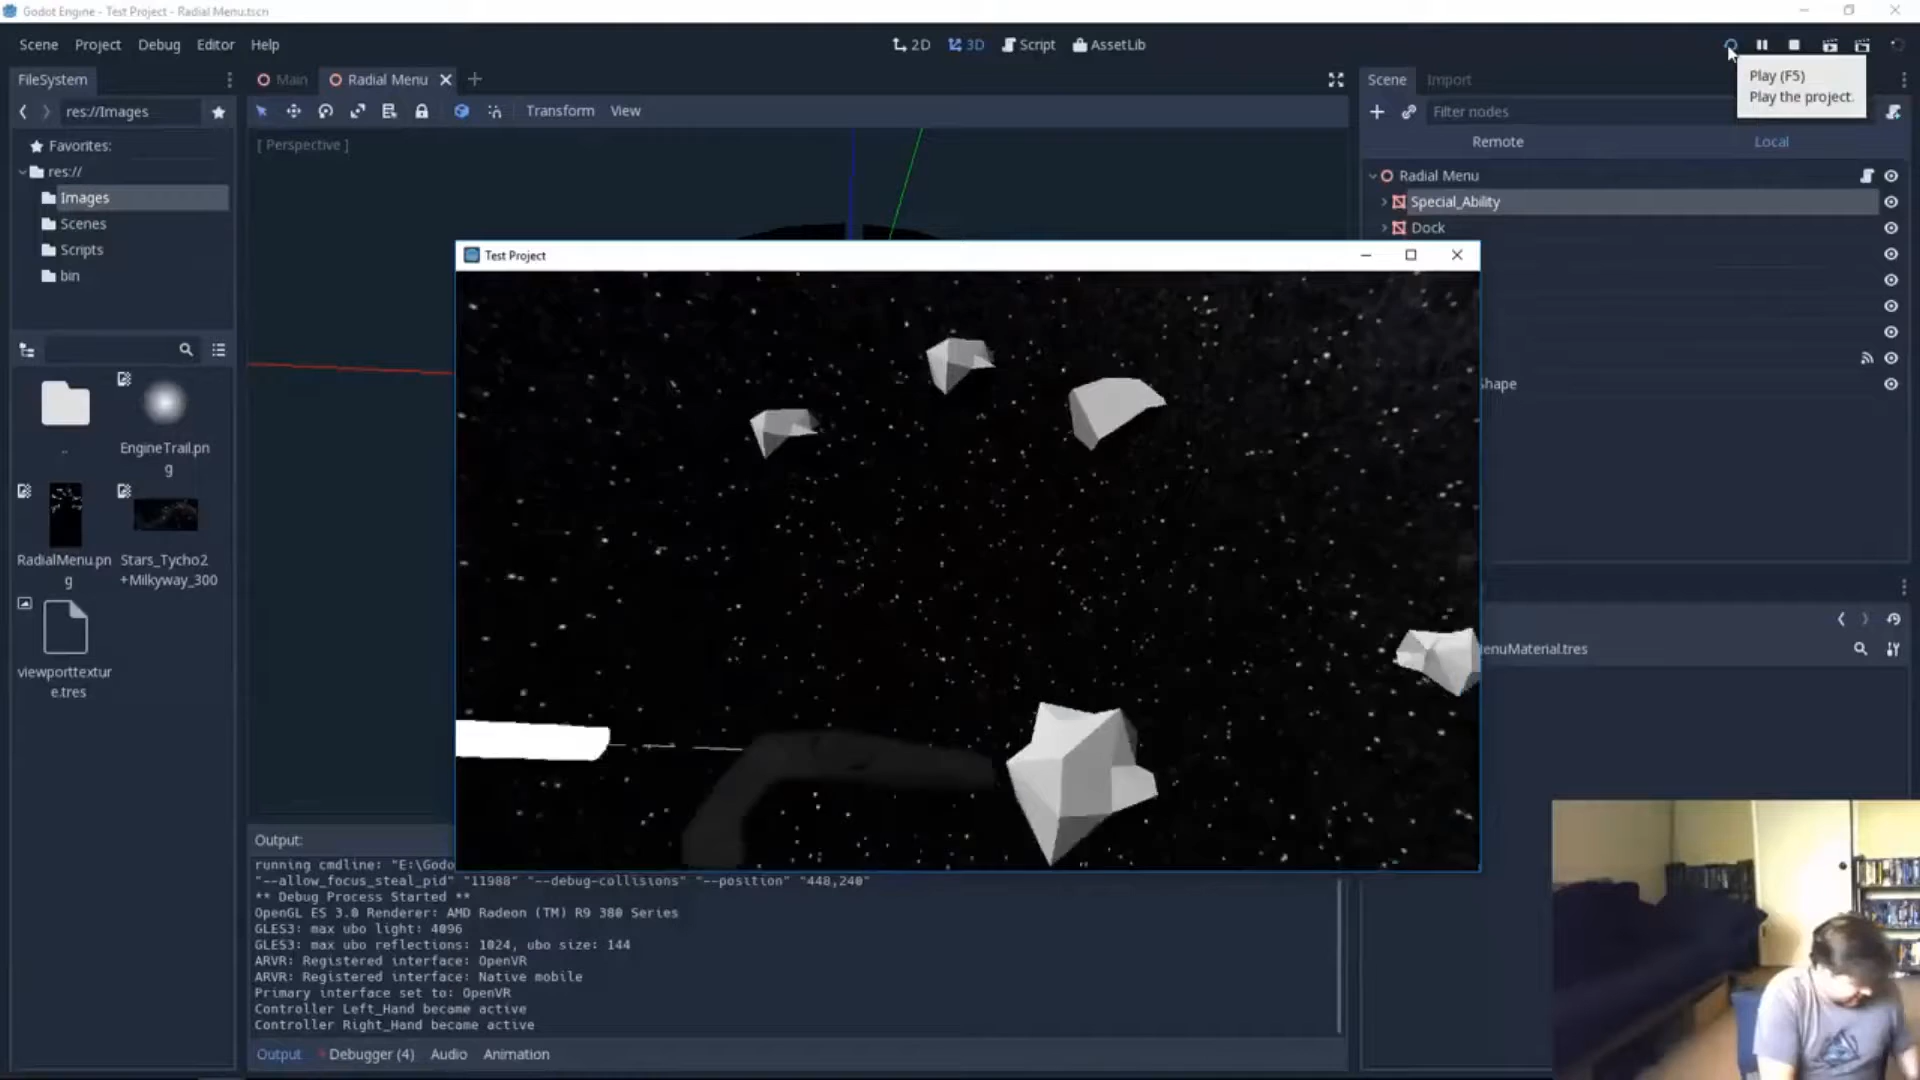 Godot Engine - Test Project - Radial Menu.tscn
Scene Project Debug Editor Help
2D 3D Script AssetLib
Play (F5)
Play the project.
FileSystem
Main
Radial Menu
Scene Import
res://Images
Transform View
Filter nodes
Favorites:
[ Perspective ]
Remote Local
res://
Images
Scenes
Scripts
bin
Radial Menu
Special_Ability
Dock
Test Project
EngineTrail.pn
g
..
RadialMenu.pn
g
Stars_Tycho2
+Milkyway_300
viewporttextur
e.tres
enuMaterial.tres
Output:
running cmdline: "E:\Godo
"--allow_focus_steal_pid" "11988" "--debug-collisions" "--position" "448,240"
** Debug Process Started **
OpenGL ES 3.0 Renderer: AMD Radeon (TM) R9 380 Series
GLES3: max ubo light: 4096
GLES3: max ubo reflections: 1024, ubo size: 144
ARVR: Registered interface: OpenVR
ARVR: Registered interface: Native mobile
Primary interface set to: OpenVR
Controller Left_Hand became active
Controller Right_Hand became active
Output Debugger (4) Audio Animation